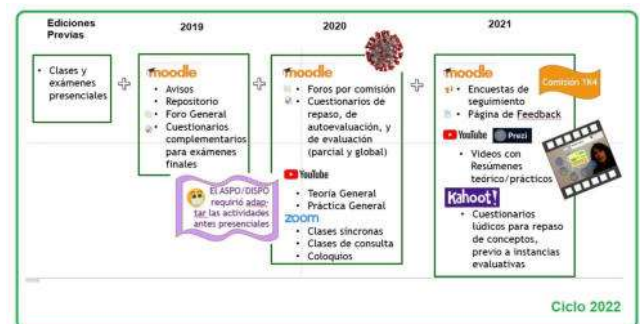 Ediciones
Previas
2019
2020
2021
• Clases y
exámenes
presenciales
moodle
• Avisos
• Repositorio
• Foro General
• Cuestionarios
complementarios
para exámenes
finales
El ASPO/DISPO
requirió adap-
tar las actividades
antes presenciales
moodle
• Foros por comisión
• Cuestionarios de
repaso, de
autoevaluación, y
de evaluación
(parcial y global)
YouTube
• Teoría General
• Práctica General
zoom
• Clases síncronas
• Clases de consulta
• Coloquios
moodle
Comisión 1K4
• Encuestas de
seguimiento
• Página de Feedback
YouTube
Prezi
• Videos con
Resúmenes
teórico/prácticos
Kahoot!
• Cuestionarios
lúdicos para repaso
de conceptos,
previo a instancias
evaluativas
Ciclo 2022